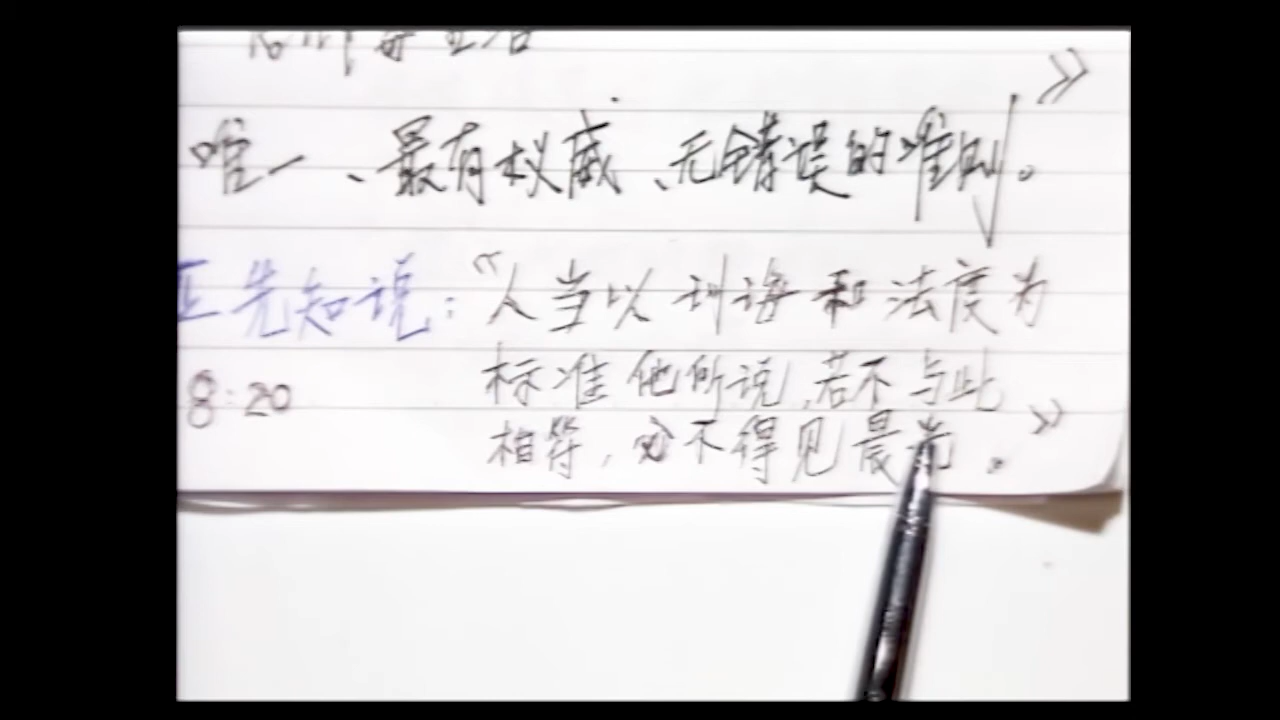 》
唯一、最有权威、无错误的准则。
亚先知说：“人当以训诲和法度为
8:20 标准他所说,若不与此
相符,必不得见晨光。》